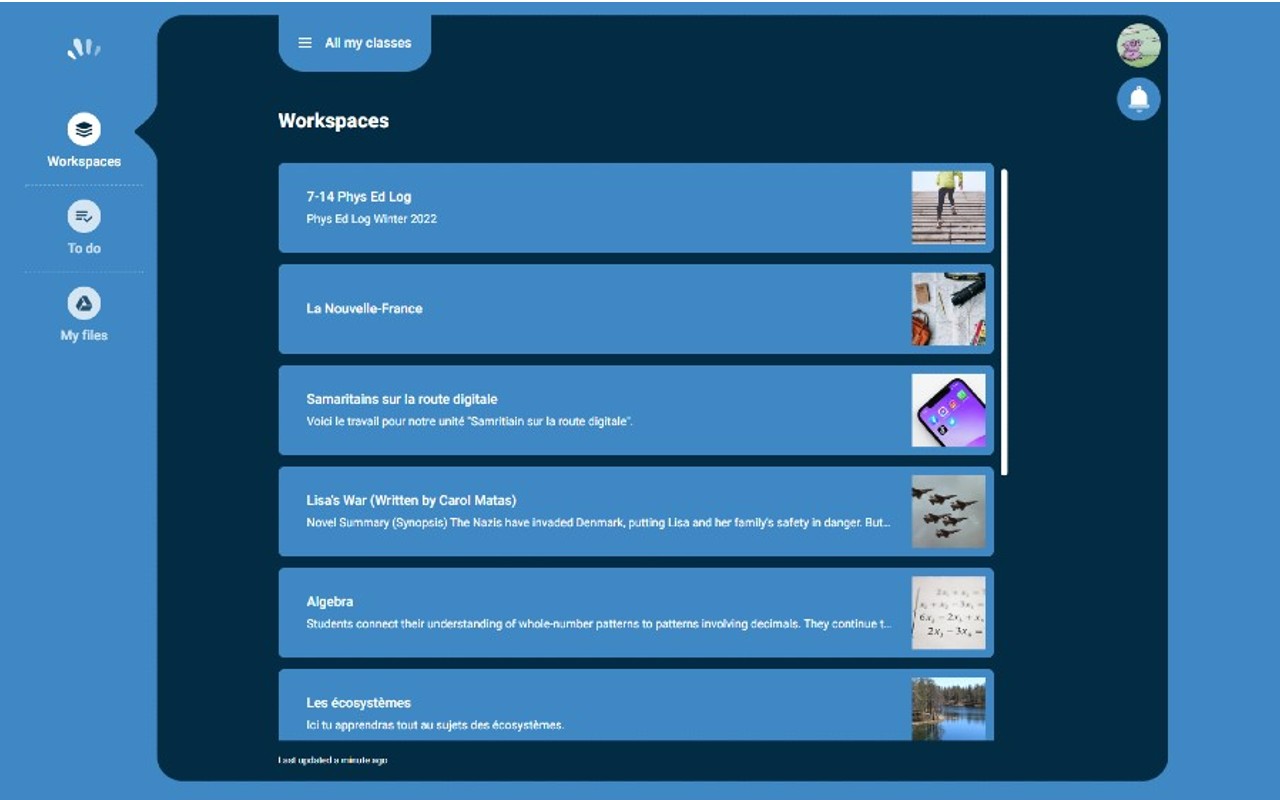 All my classes
Workspaces
Workspaces
To do
My files
7-14 Phys Ed Log
Phys Ed Log Winter 2022
La Nouvelle-France
Samaritains sur la route digitale
Voici le travail pour notre unité "Samritiain sur la route digitale".
Lisa's War (Written by Carol Matas)
Novel Summary (Synopsis) The Nazis have invaded Denmark, putting Lisa and her family's safety in danger. But...
Algebra
Students connect their understanding of whole-number patterns to patterns involving decimals. They continue t...
2x₃ − 3x₄ =
Les écosystèmes
Ici tu apprendras tout au sujets des écosystèmes.
Last updated a minute ago